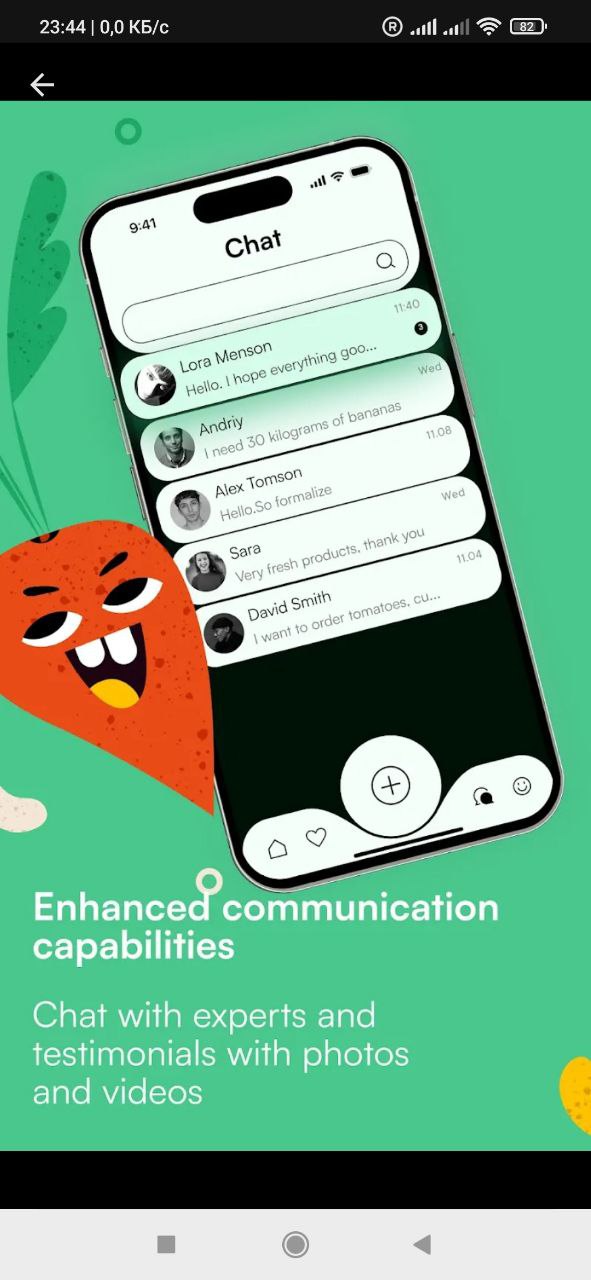 23:44 | 0,0 КБ/с
R
82
9:41
Chat
11:40
Lora Menson
Hello. I hope everything goo...
3
Wed
Andriy
I need 30 kilograms of bananas
11.08
Alex Tomson
Hello.So formalize
Wed
Sara
Very fresh products, thank you
11.04
David Smith
I want to order tomatoes, cu...
Enhanced communication
capabilities
Chat with experts and
testimonials with photos
and videos